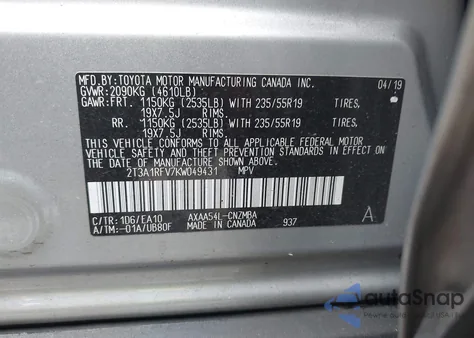 MFD.BY: TOYOTA MOTOR MANUFACTURING CANADA INC.
GVWR: 2090KG (4610LB) 04/19
GAWR: FRT. 1150KG (2535LB) WITH 235/55R19 TIRES,
19X7.5J RIMS,
RR. 1150KG (2535LB) WITH 235/55R19 TIRES,
19X7.5J RIMS,
THIS VEHICLE CONFORMS TO ALL APPLICABLE FEDERAL MOTOR
VEHICLE SAFETY, BUMPER, AND THEFT PREVENTION STANDARDS
IN EFFECT ON THE DATE OF MANUFACTURE SHOWN ABOVE.
2T3A1RFV7KW049431 MPV
C/TR: 1D6/EA10 AXAA54L-CNZMBA A
A/TM: -01A/UB80F MADE IN CANADA 937
autoSnap